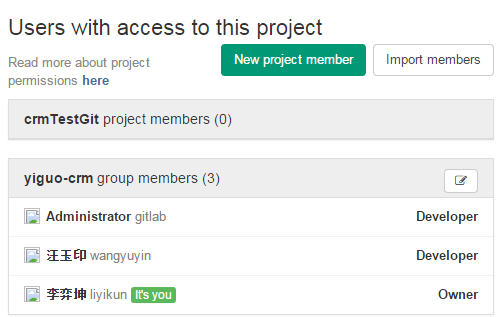 Users with access to this project
Read more about project permissions here
New project member
Import members
crmTestGit project members (0)
yiguo-crm group members (3)
Administrator gitlab Developer
汪玉印 wangyuyin Developer
李弈坤 liyikun It's you Owner